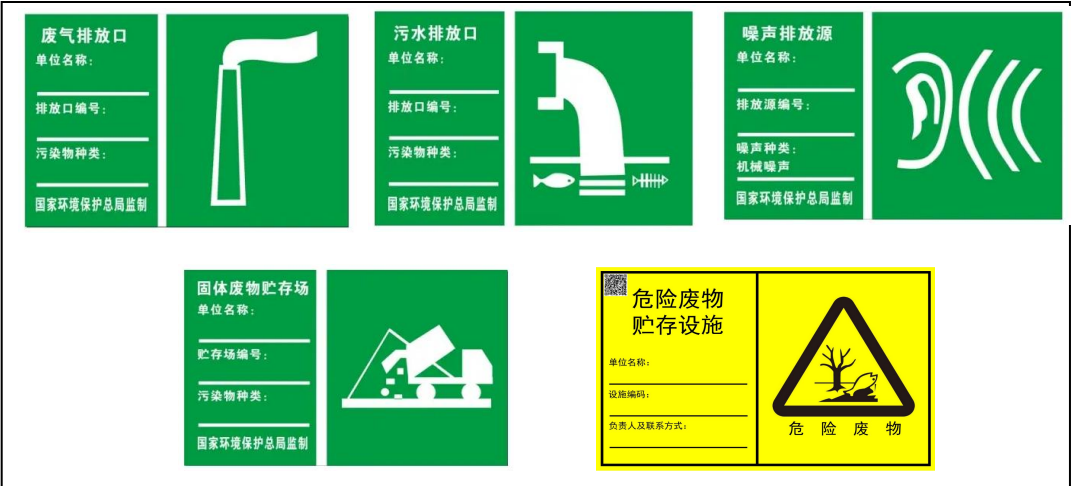 废气排放口
单位名称：
排放口编号：
污染物种类：
国家环境保护总局监制
污水排放口
单位名称：
排放口编号：
污染物种类：
国家环境保护总局监制
噪声排放源
单位名称：
排放源编号：
噪声种类：
机械噪声
国家环境保护总局监制
固体废物贮存场
单位名称：
贮存场编号：
污染物种类：
国家环境保护总局监制
危险废物
贮存设施
单位名称：
设施编码：
负责人及联系方式：
危险废物